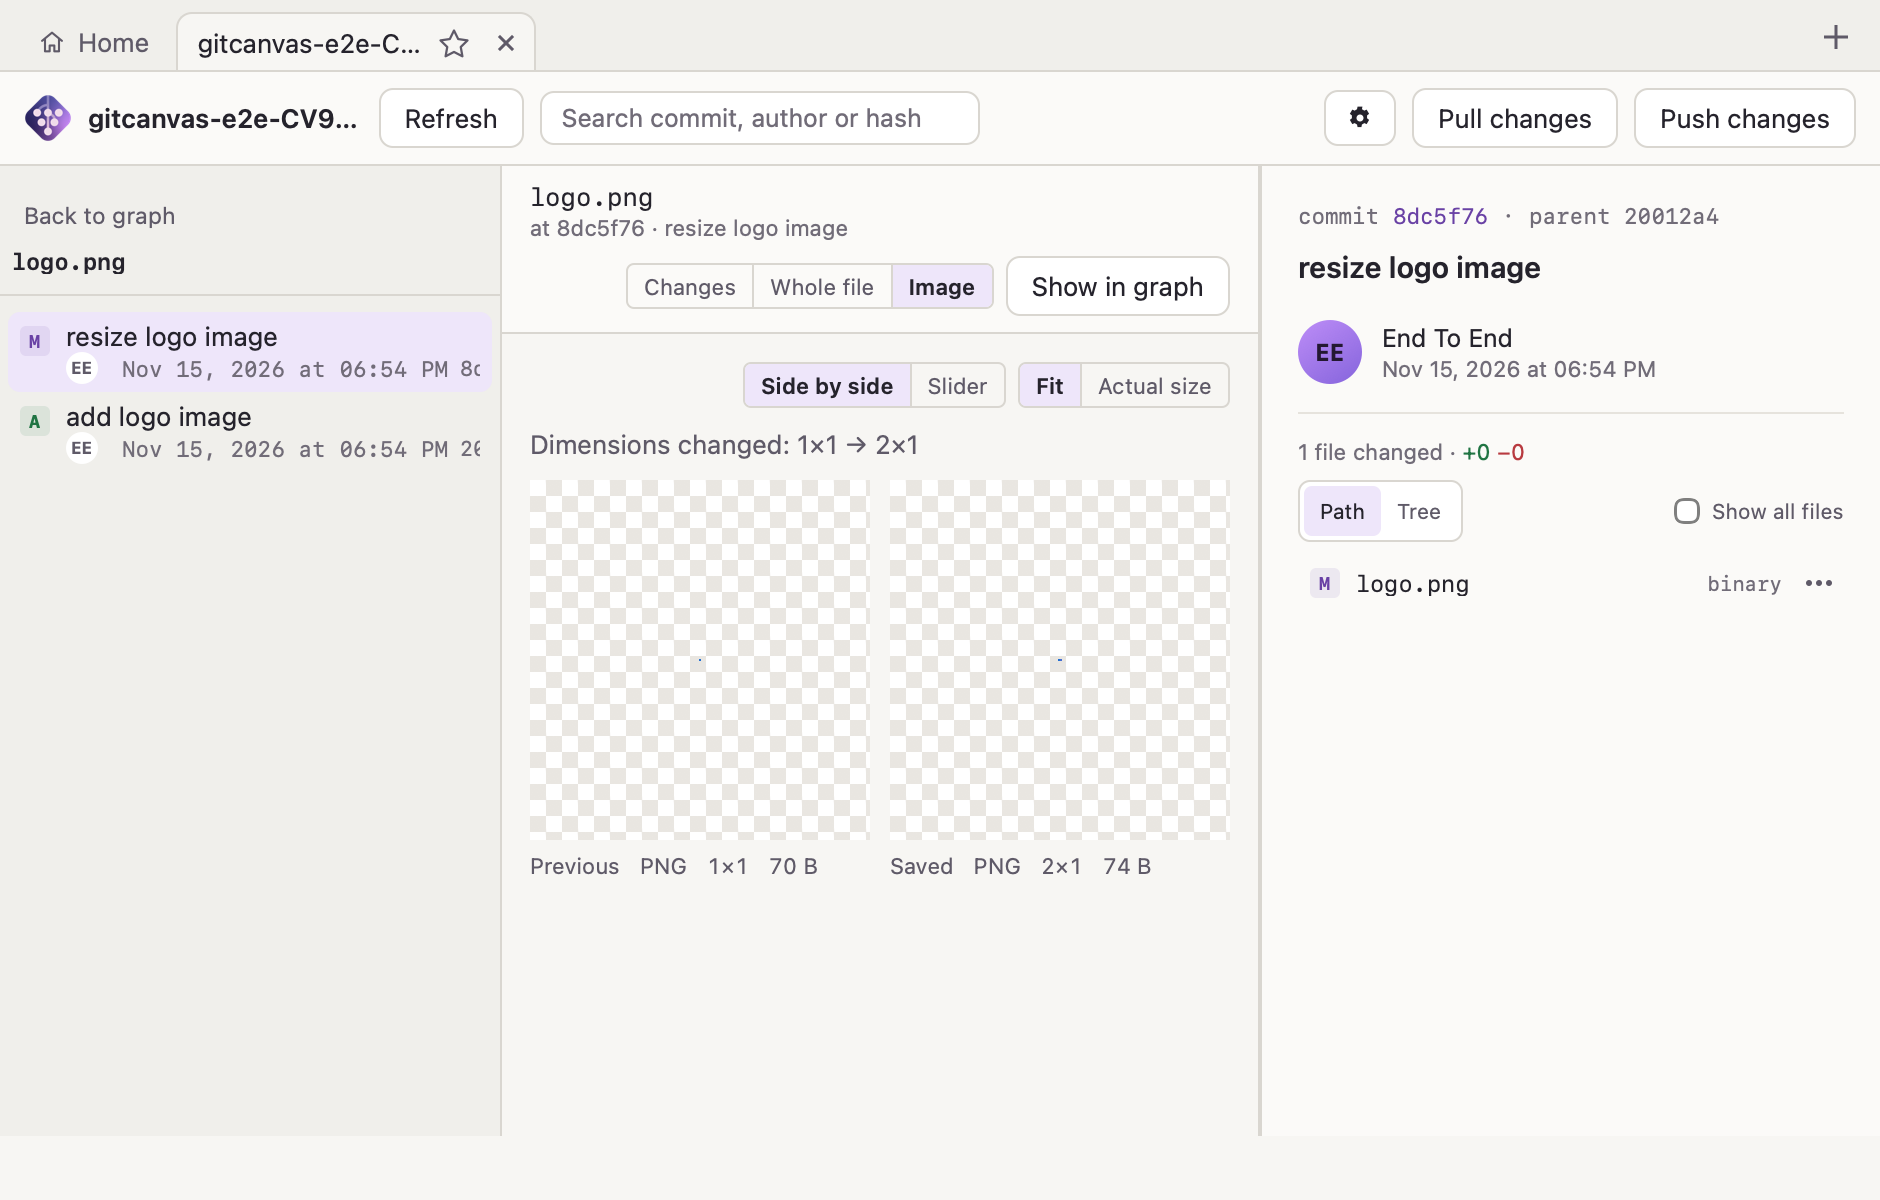 Home
gitcanvas-e2e-C...
gitcanvas-e2e-CV9...
Refresh
Search commit, author or hash
Pull changes
Push changes
Back to graph
logo.png
M
resize logo image
EE
Nov 15, 2026 at 06:54 PM 8d
A
add logo image
EE
Nov 15, 2026 at 06:54 PM 20
logo.png
at 8dc5f76 · resize logo image
Changes
Whole file
Image
Show in graph
Side by side
Slider
Fit
Actual size
Dimensions changed: 1×1 → 2×1
Previous PNG 1×1 70 B
Saved PNG 2×1 74 B
commit 8dc5f76 · parent 20012a4
resize logo image
EE
End To End
Nov 15, 2026 at 06:54 PM
1 file changed · +0 −0
Path
Tree
Show all files
M
logo.png
binary